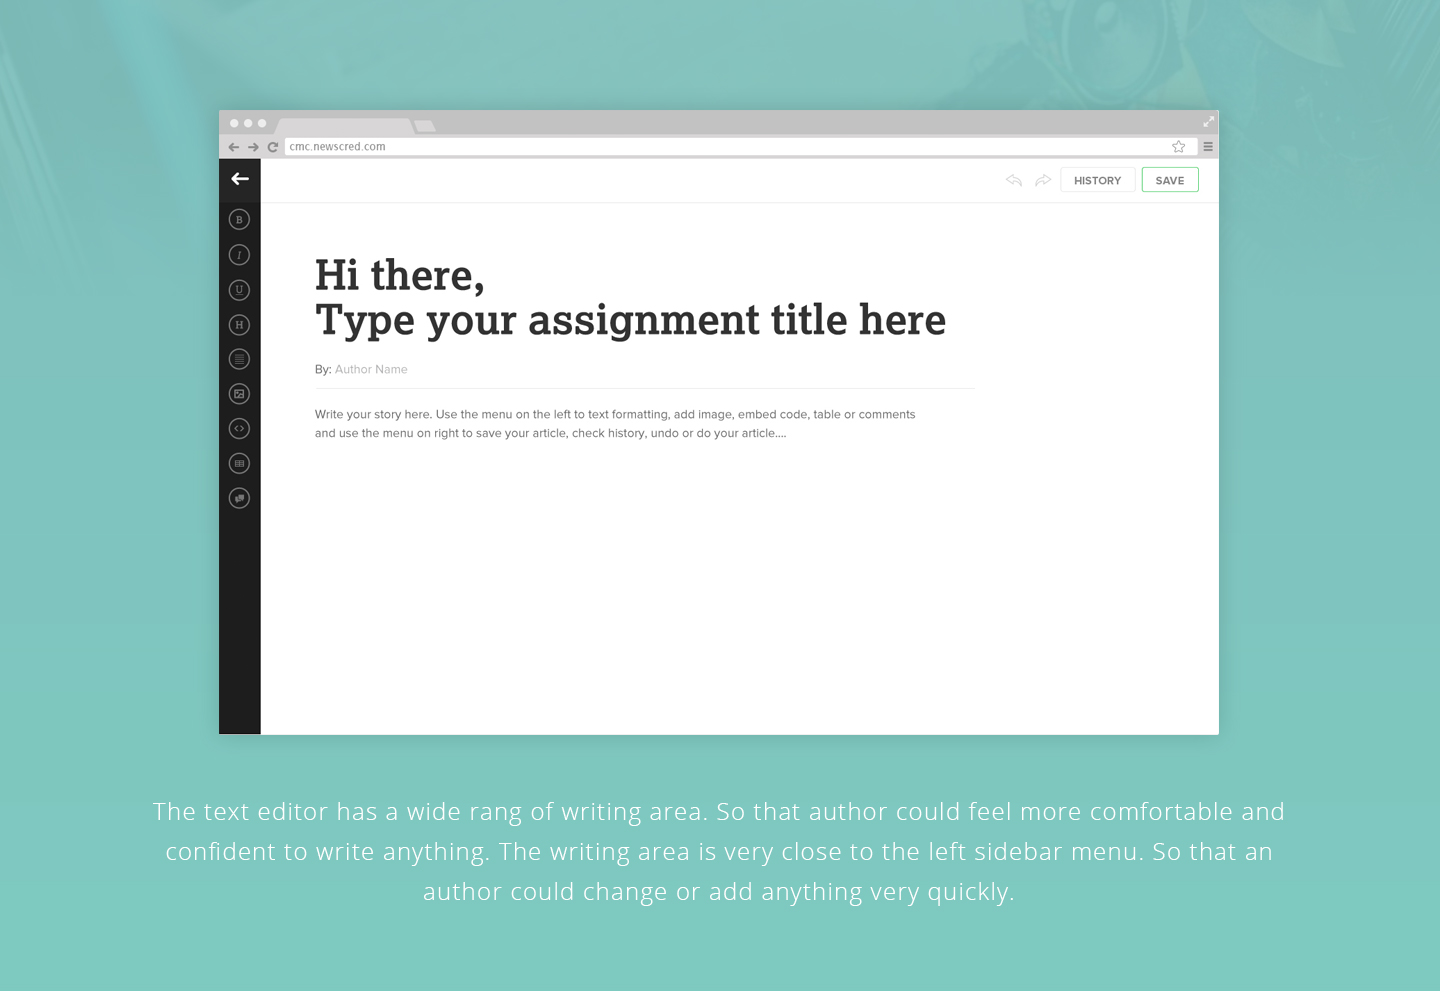 cmc.newscred.com
HISTORY
SAVE
B
I
U
H
Hi there,
Type your assignment title here
By: Author Name
Write your story here. Use the menu on the left to text formatting, add image, embed code, table or comments
and use the menu on right to save your article, check history, undo or do your article....
The text editor has a wide rang of writing area. So that author could feel more comfortable and
confident to write anything. The writing area is very close to the left sidebar menu. So that an
author could change or add anything very quickly.